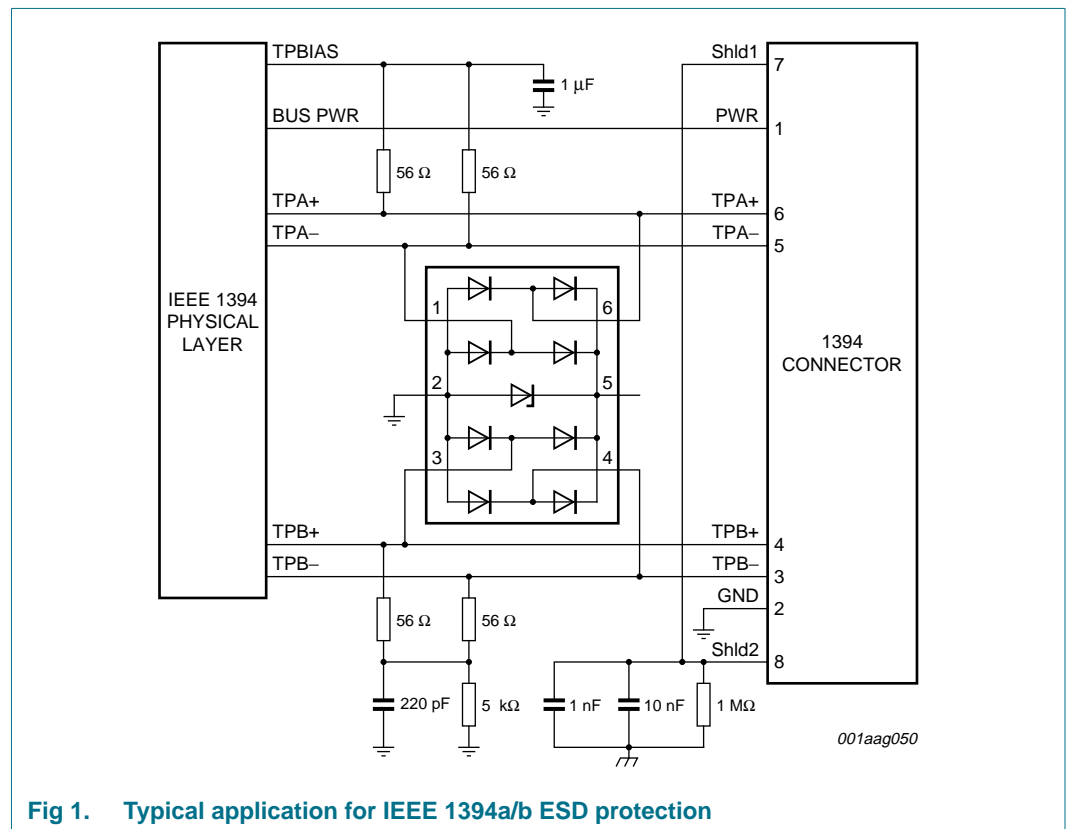 TPBIAS
Shld1
7
1 μF
BUS PWR
PWR
1
56 Ω
56 Ω
TPA+
TPA+
6
TPA−
TPA−
5
IEEE 1394
PHYSICAL
LAYER
1394
CONNECTOR
1
6
2
5
3
4
TPB+
TPB+
4
TPB−
TPB−
3
GND
2
56 Ω
56 Ω
Shld2
8
220 pF
5 kΩ
1 nF
10 nF
1 MΩ
001aag050
Fig 1. Typical application for IEEE 1394a/b ESD protection